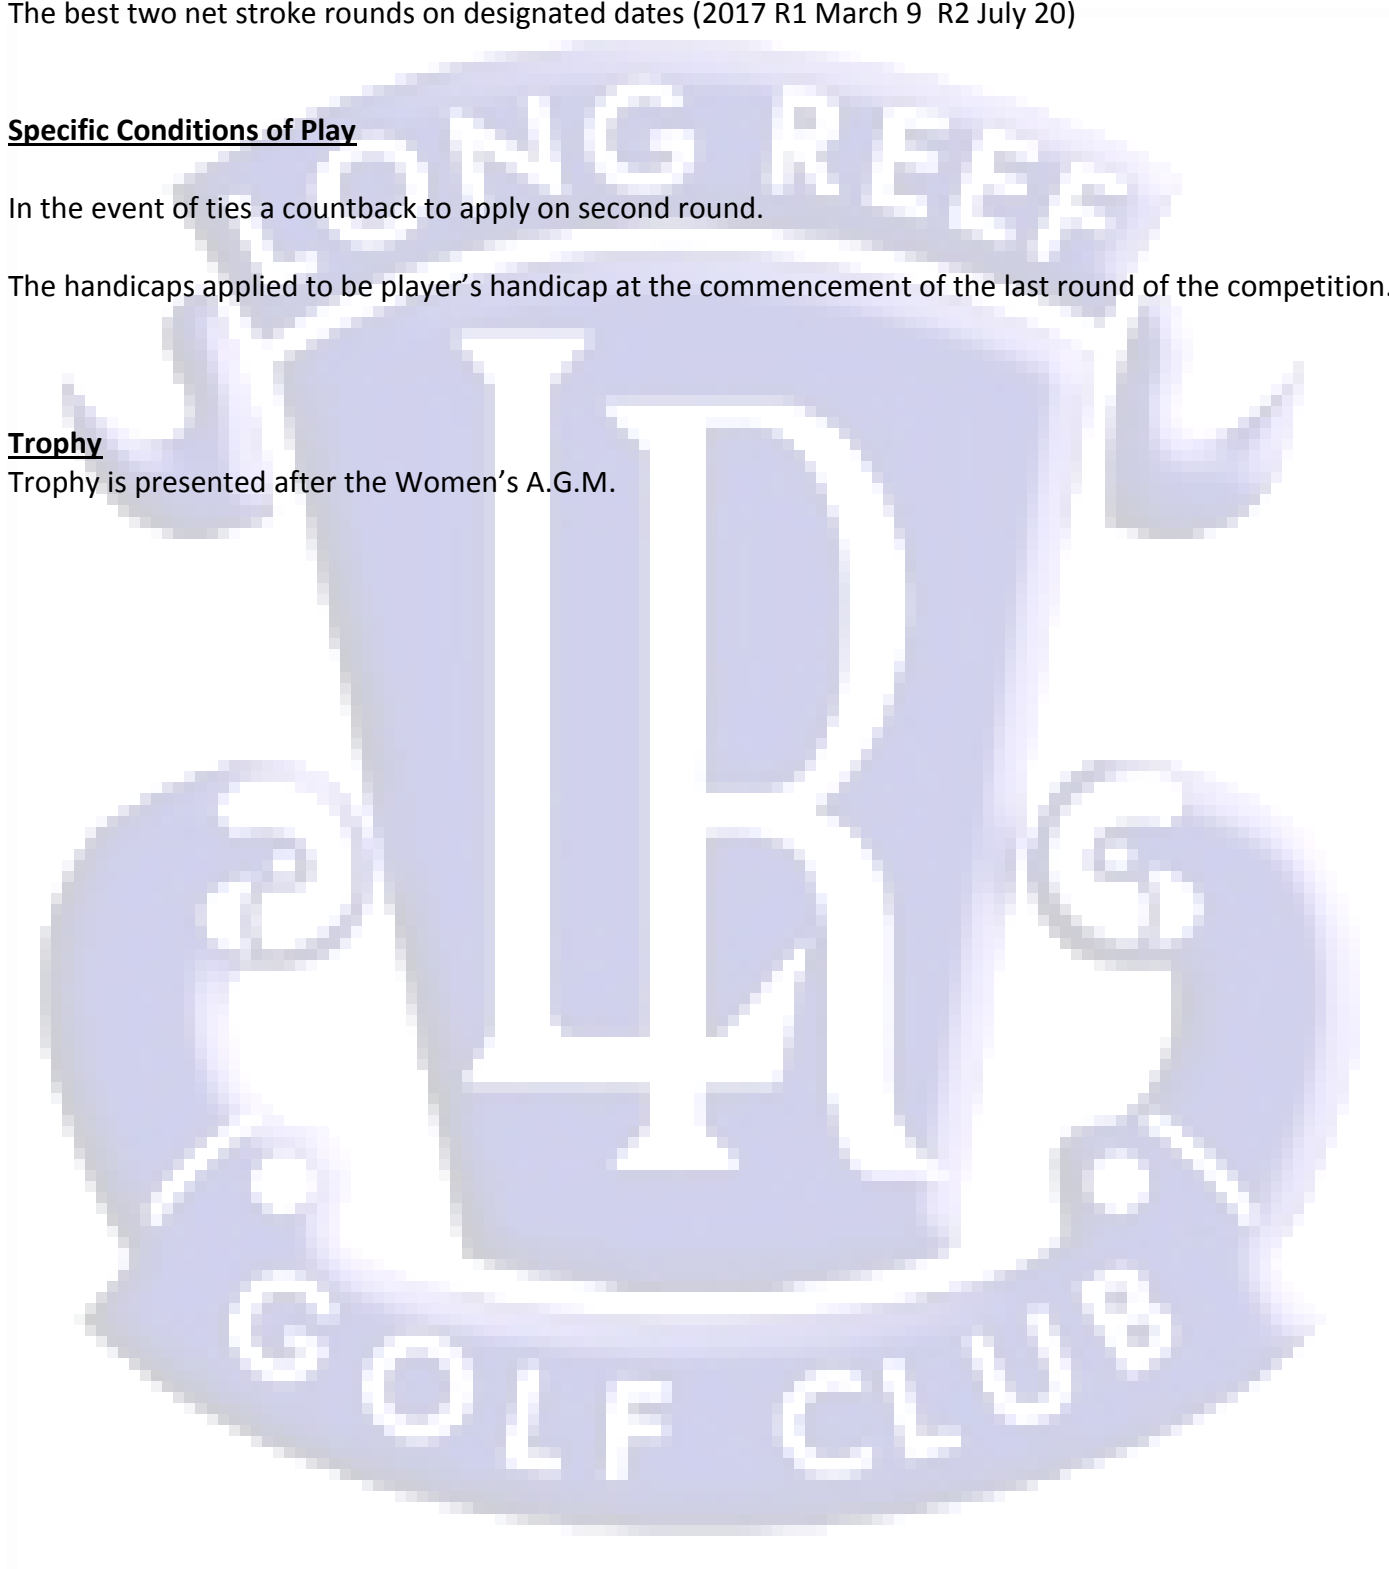 The best two net stroke rounds on designated dates (2017 R1 March 9  R2 July 20)
Specific Conditions of Play
In the event of ties a countback to apply on second round.
The handicaps applied to be player’s handicap at the commencement of the last round of the competition.
Trophy
Trophy is presented after the Women’s A.G.M.
LONG REEF
LR
GOLF CLUB